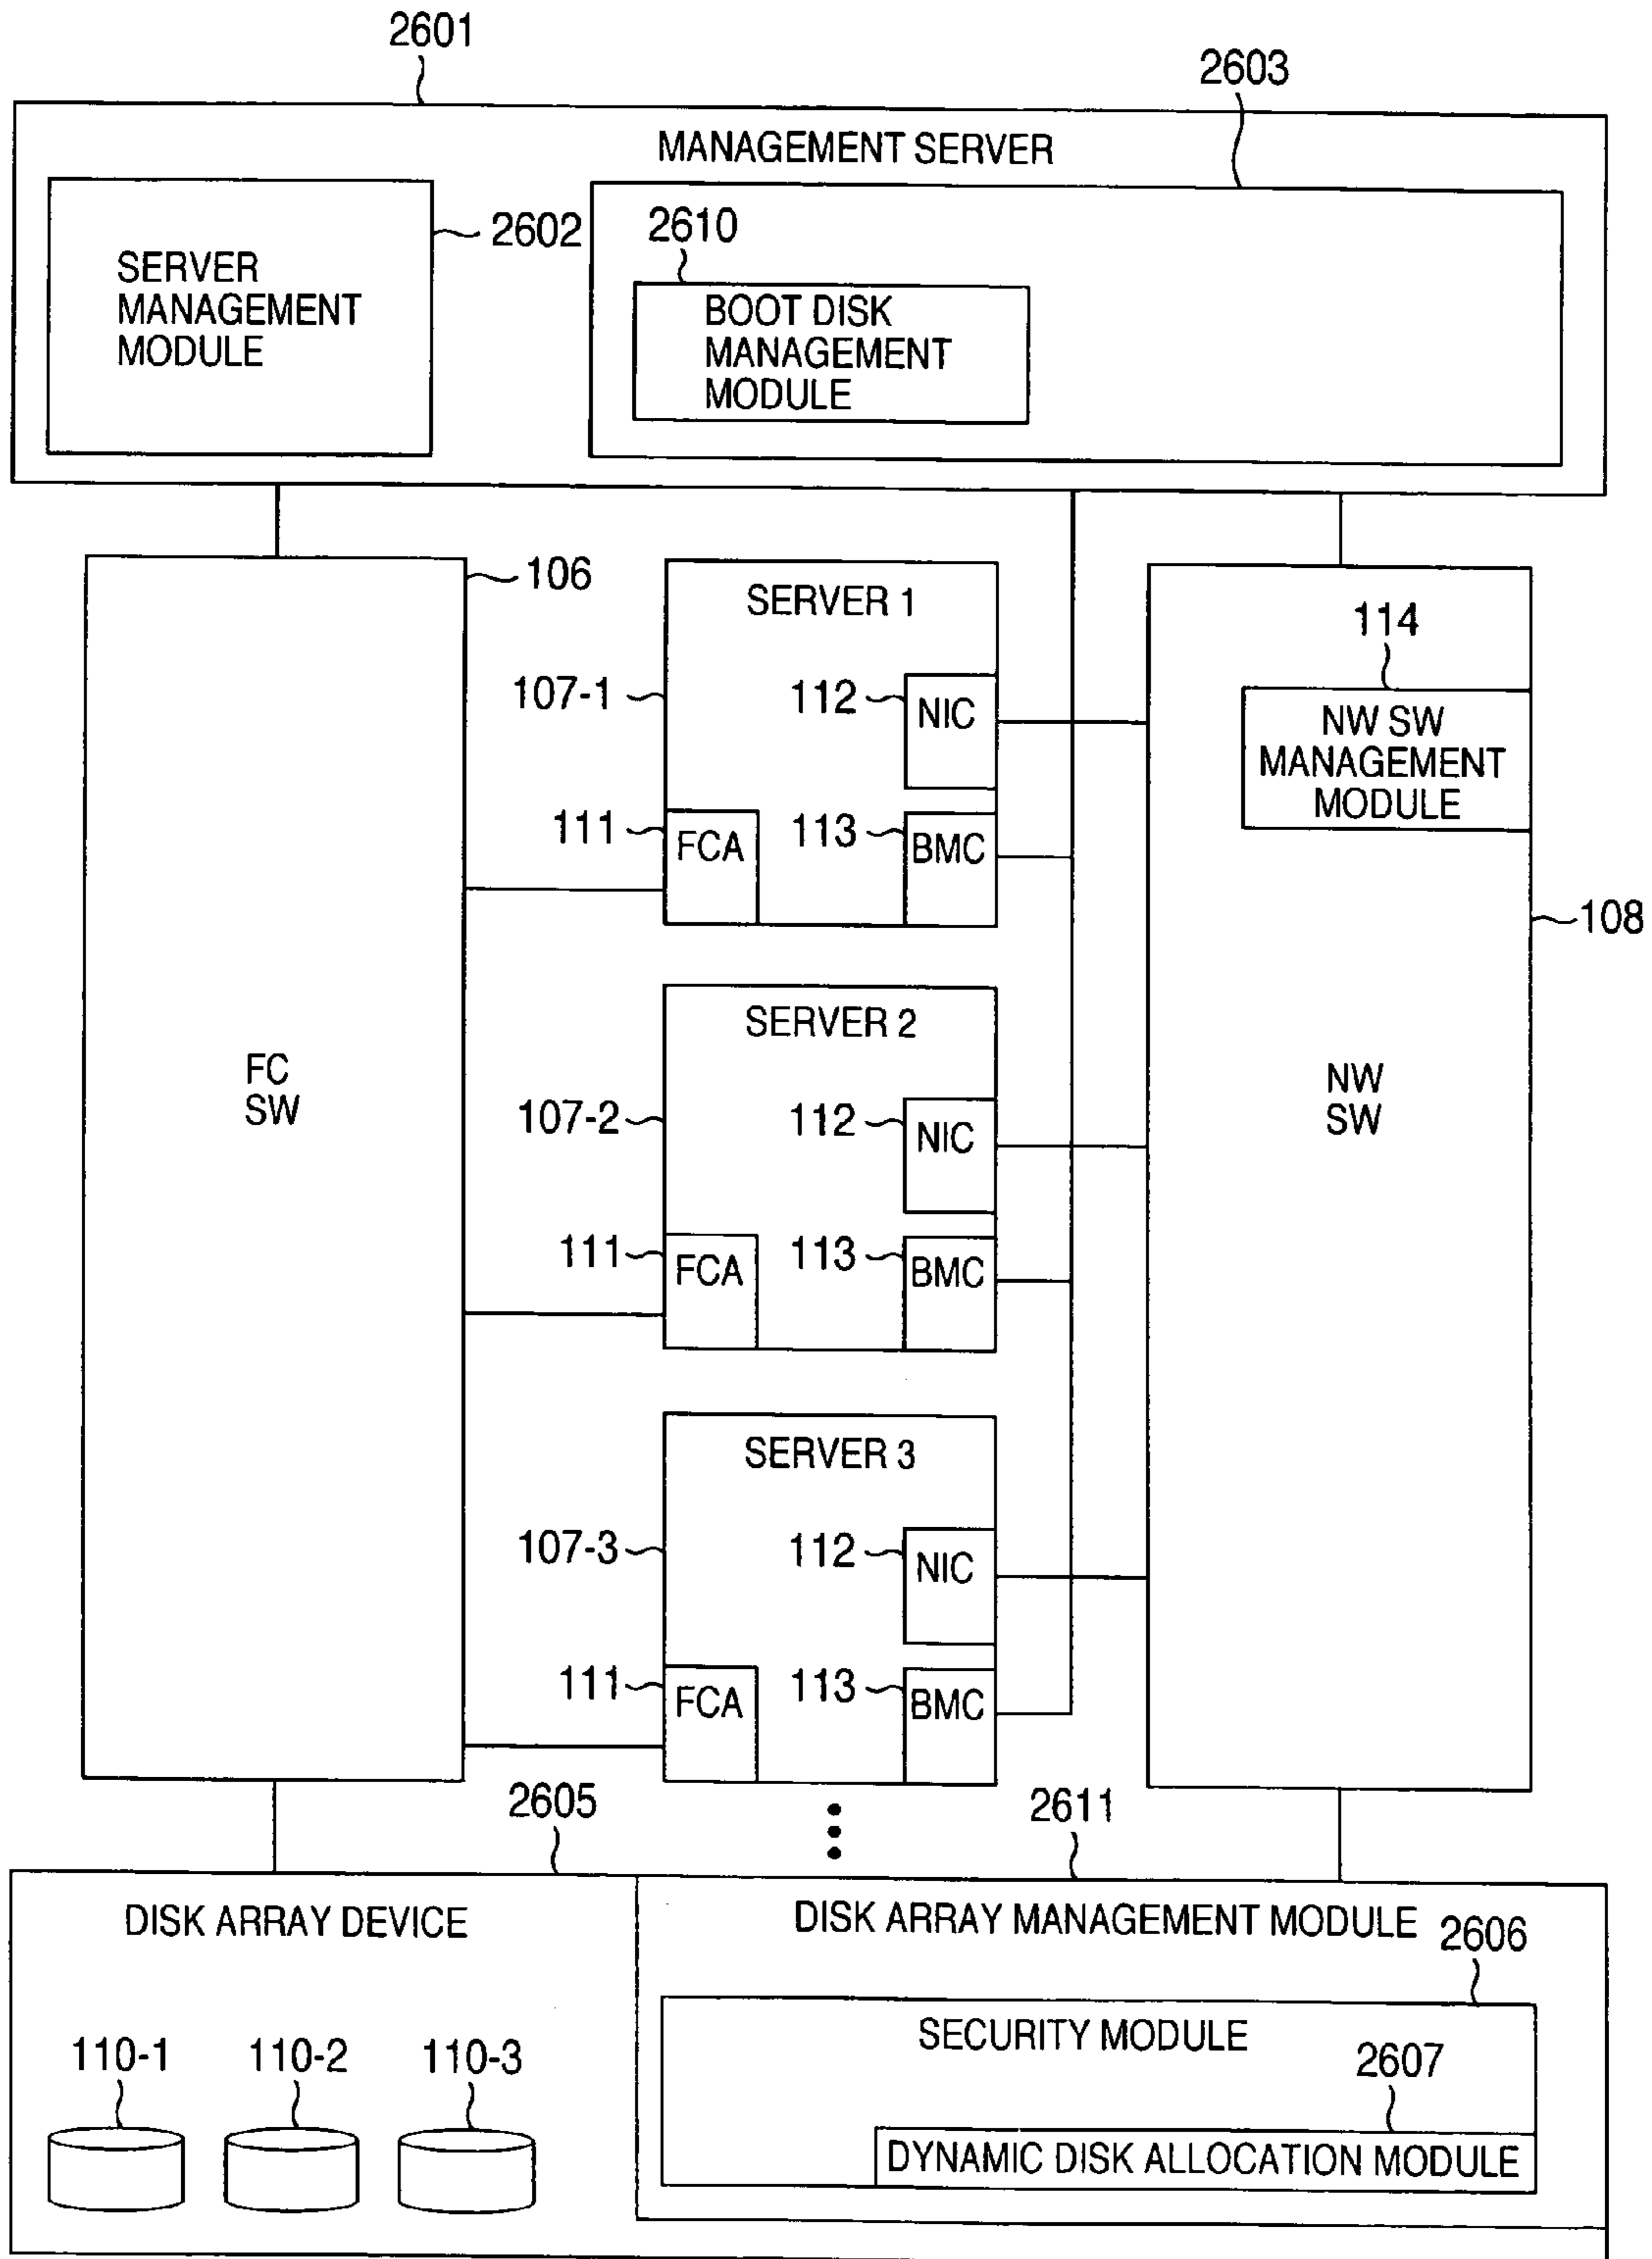 2601
2603
MANAGEMENT SERVER
2602
2610
SERVER
MANAGEMENT
MODULE
BOOT DISK
MANAGEMENT
MODULE
106
SERVER 1
114
107-1
112
NIC
NW SW
MANAGEMENT
MODULE
111
FCA
113
BMC
108
SERVER 2
FC
SW
NW
SW
107-2
112
NIC
111
FCA
113
BMC
SERVER 3
107-3
112
NIC
111
FCA
113
BMC
2605
2611
DISK ARRAY DEVICE
DISK ARRAY MANAGEMENT MODULE
2606
SECURITY MODULE
110-1
110-2
110-3
2607
DYNAMIC DISK ALLOCATION MODULE